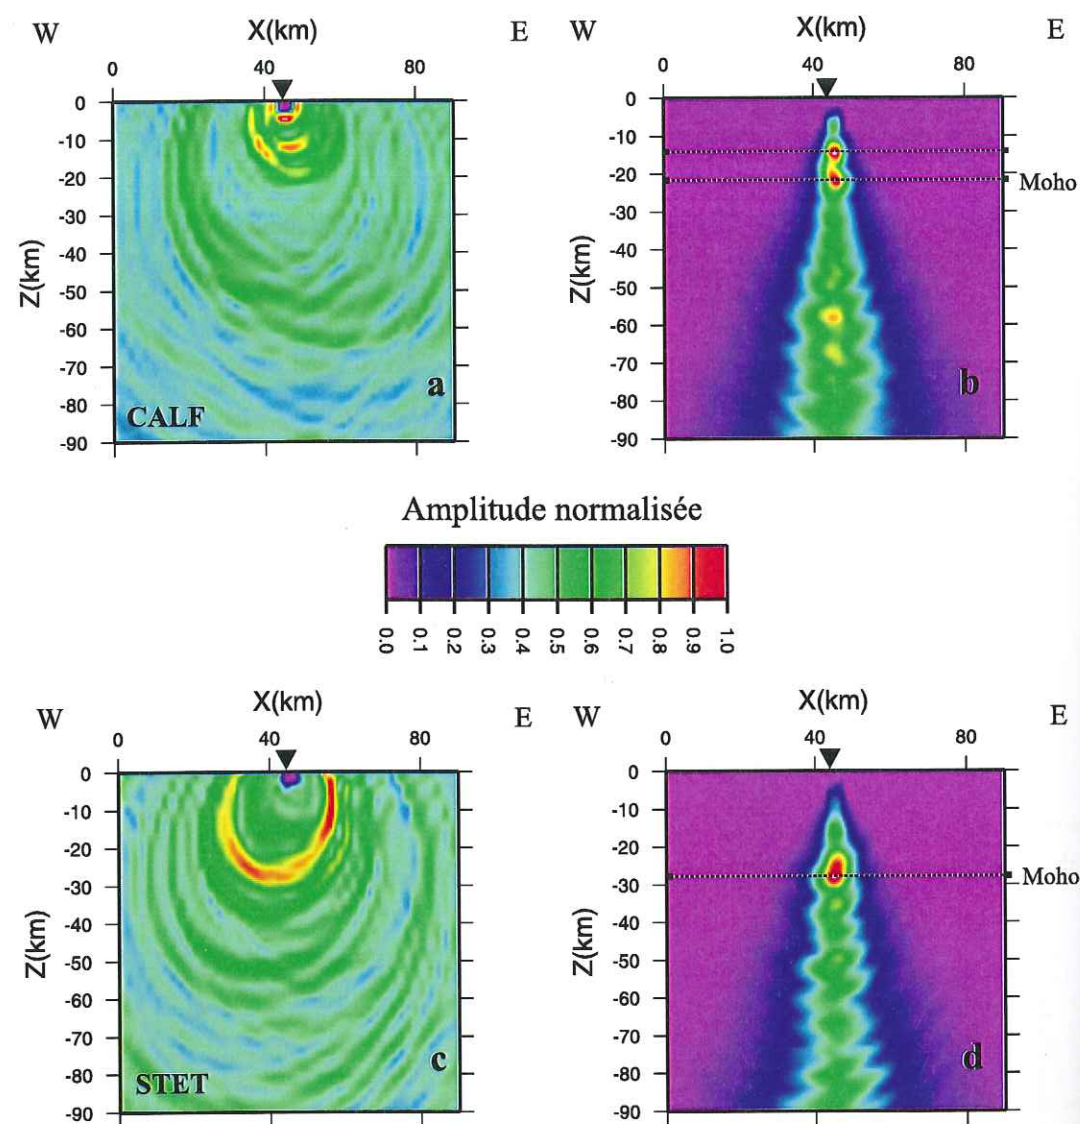 W X(km) E W X(km) E
0 40 80 0 40 80
0 0
-10 -10
-20 -20 Moho
-30 -30
Z(km) -40 Z(km) -40
-50 -50
-60 -60
-70 -70
a b
-80 CALF -80
-90 -90
Amplitude normalisée
0.0 0.1 0.2 0.3 0.4 0.5 0.6 0.7 0.8 0.9 1.0
W X(km) E W X(km) E
0 40 80 0 40 80
0 0
-10 -10
-20 -20
Moho
-30 -30
Z(km) -40 Z(km) -40
-50 -50
-60 -60
-70 -70
c d
-80 STET -80
-90 -90